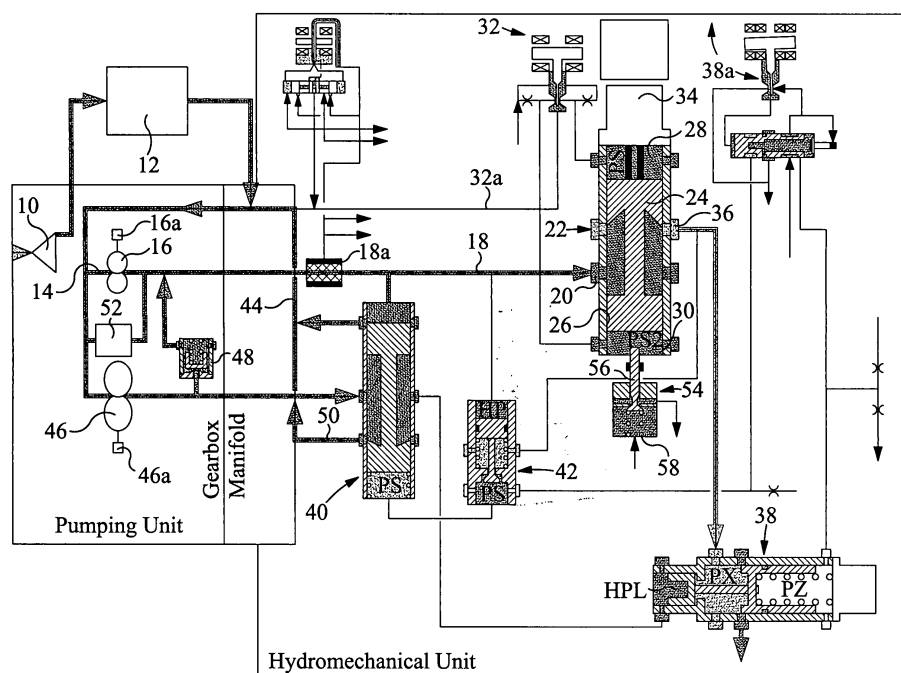 32
38a
34
12
28
PS
10
16a
32a
24
36
22
16
18a
18
14
20
44
52
26
PS2
30
48
56
54
HP
46
50
58
42
46a
Gearbox
Manifold
PS
PS
40
38
Pumping Unit
PX
PZ
HPL
Hydromechanical Unit